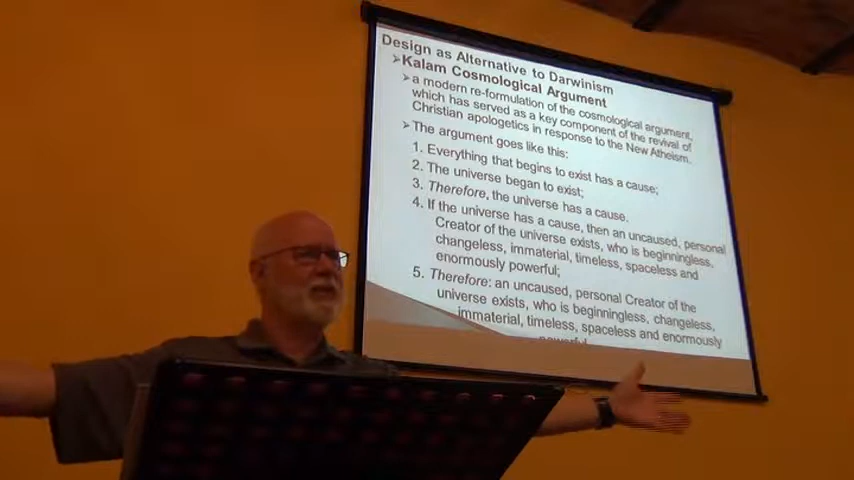 Design as Alternative to Darwinism
➢Kalam Cosmological Argument
➢a modern re-formulation of the cosmological argument,
which has served as a key component of the revival of
Christian apologetics in response to the New Atheism.
➢The argument goes like this:
1. Everything that begins to exist has a cause;
2. The universe began to exist;
3. Therefore, the universe has a cause.
4. If the universe has a cause, then an uncaused, personal
Creator of the universe exists, who is beginningless,
changeless, immaterial, timeless, spaceless and
enormously powerful;
5. Therefore: an uncaused, personal Creator of the
universe exists, who is beginningless, changeless,
immaterial, timeless, spaceless and enormously
powerful.